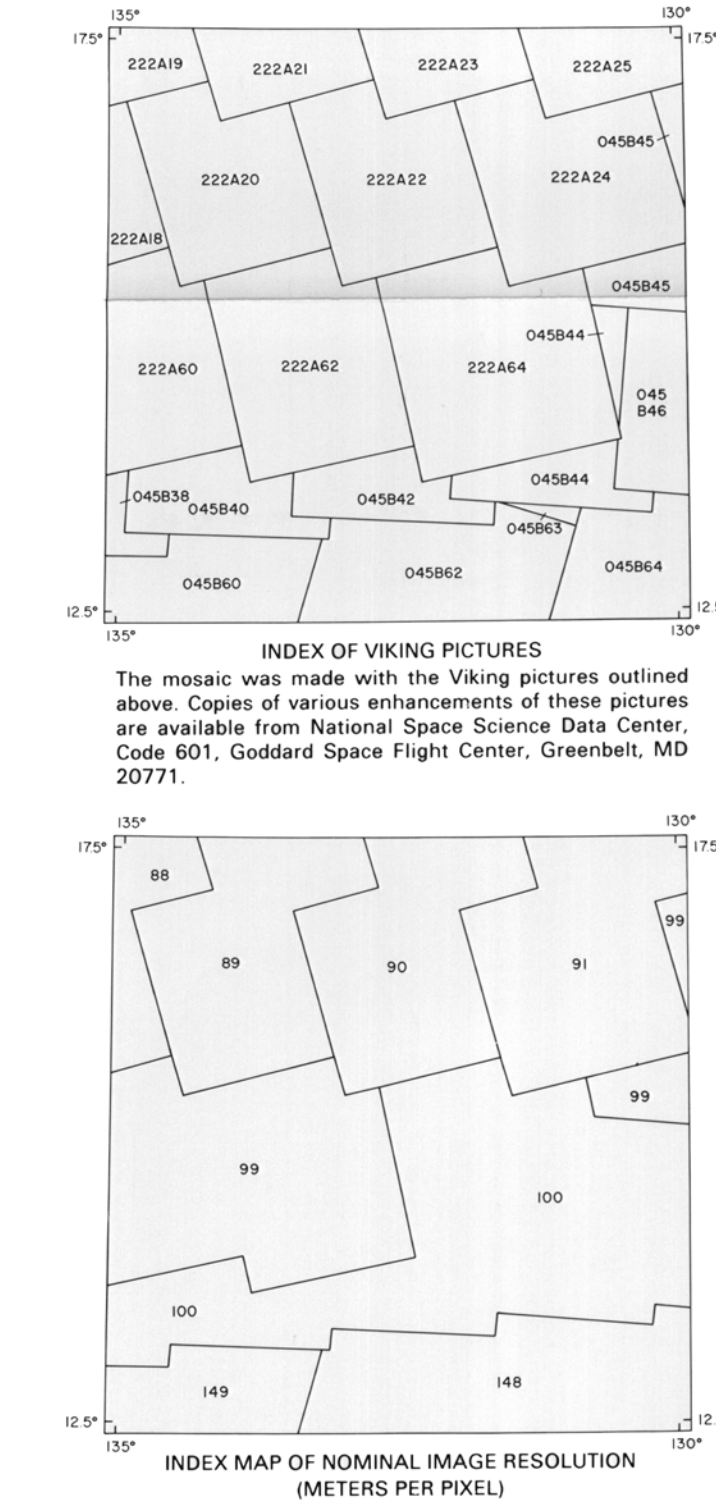 135° 130°
17.5° 17.5°
222A19 222A21 222A23 222A25
045B45
222A20 222A22 222A24
222A18
045B45
045B44
222A60 222A62 222A64
045
B46
045B38 045B40 045B42 045B44
045B63
045B60 045B62 045B64
12.5° 12.5
135° 130°
INDEX OF VIKING PICTURES
The mosaic was made with the Viking pictures outlined
above. Copies of various enhancements of these pictures
are available from National Space Science Data Center,
Code 601, Goddard Space Flight Center, Greenbelt, MD
20771.
135° 130°
17.5° 17.5
88
99
89 90 91
99
99
100
100
149 148
12.5° 12.
135° 130°
INDEX MAP OF NOMINAL IMAGE RESOLUTION
(METERS PER PIXEL)